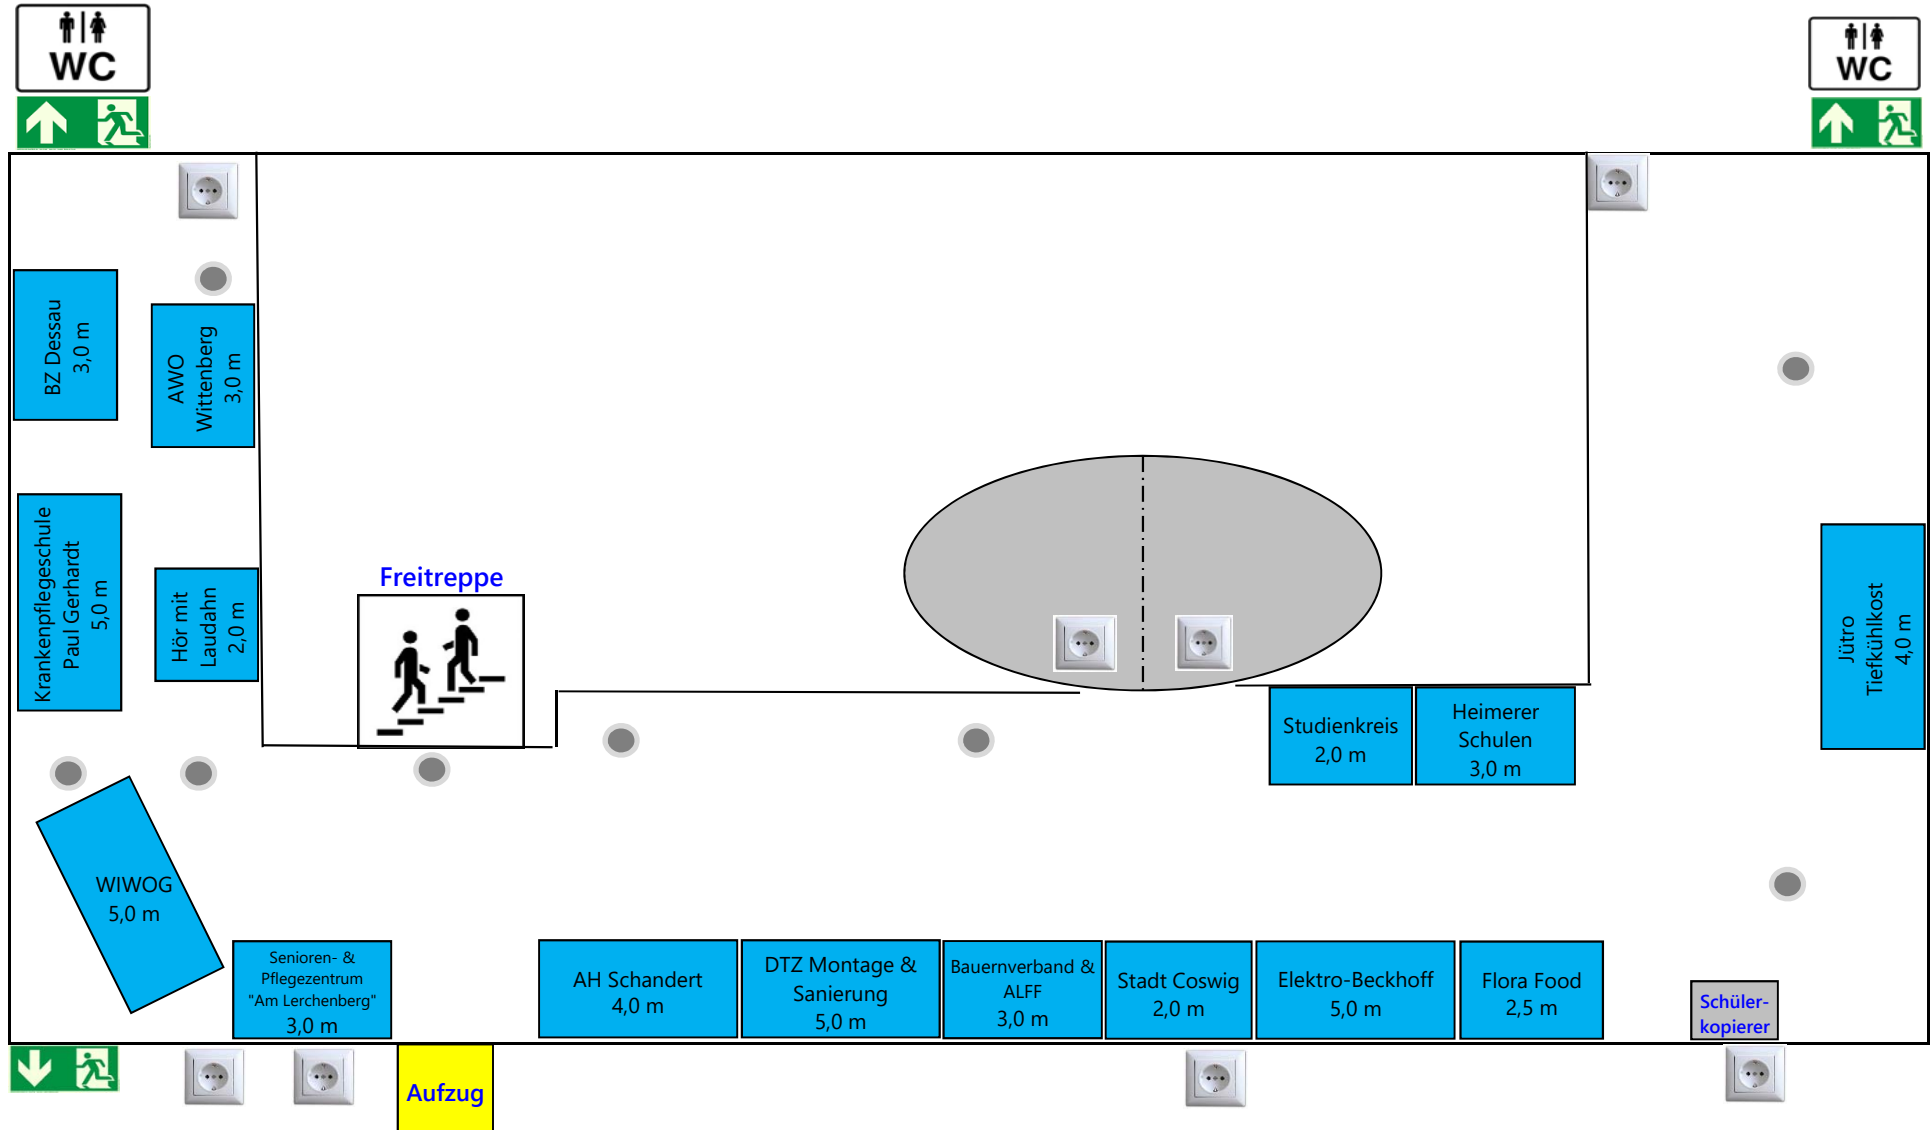 WC
WC
BZ Dessau
3,0 m
AWO
Wittenberg
3,0 m
Krankenpflegeschule
Paul Gerhardt
5,0 m
Hör mit
Laudahn
2,0 m
Freitreppe
Studienkreis
2,0 m
Heimerer
Schulen
3,0 m
Jütro
Tiefkühlkost
4,0 m
WIWOG
5,0 m
Senioren- &
Pflegezentrum
"Am Lerchenberg"
3,0 m
AH Schandert
4,0 m
DTZ Montage &
Sanierung
5,0 m
Bauernverband &
ALFF
3,0 m
Stadt Coswig
2,0 m
Elektro-Beckhoff
5,0 m
Flora Food
2,5 m
Schüler-
kopierer
Aufzug